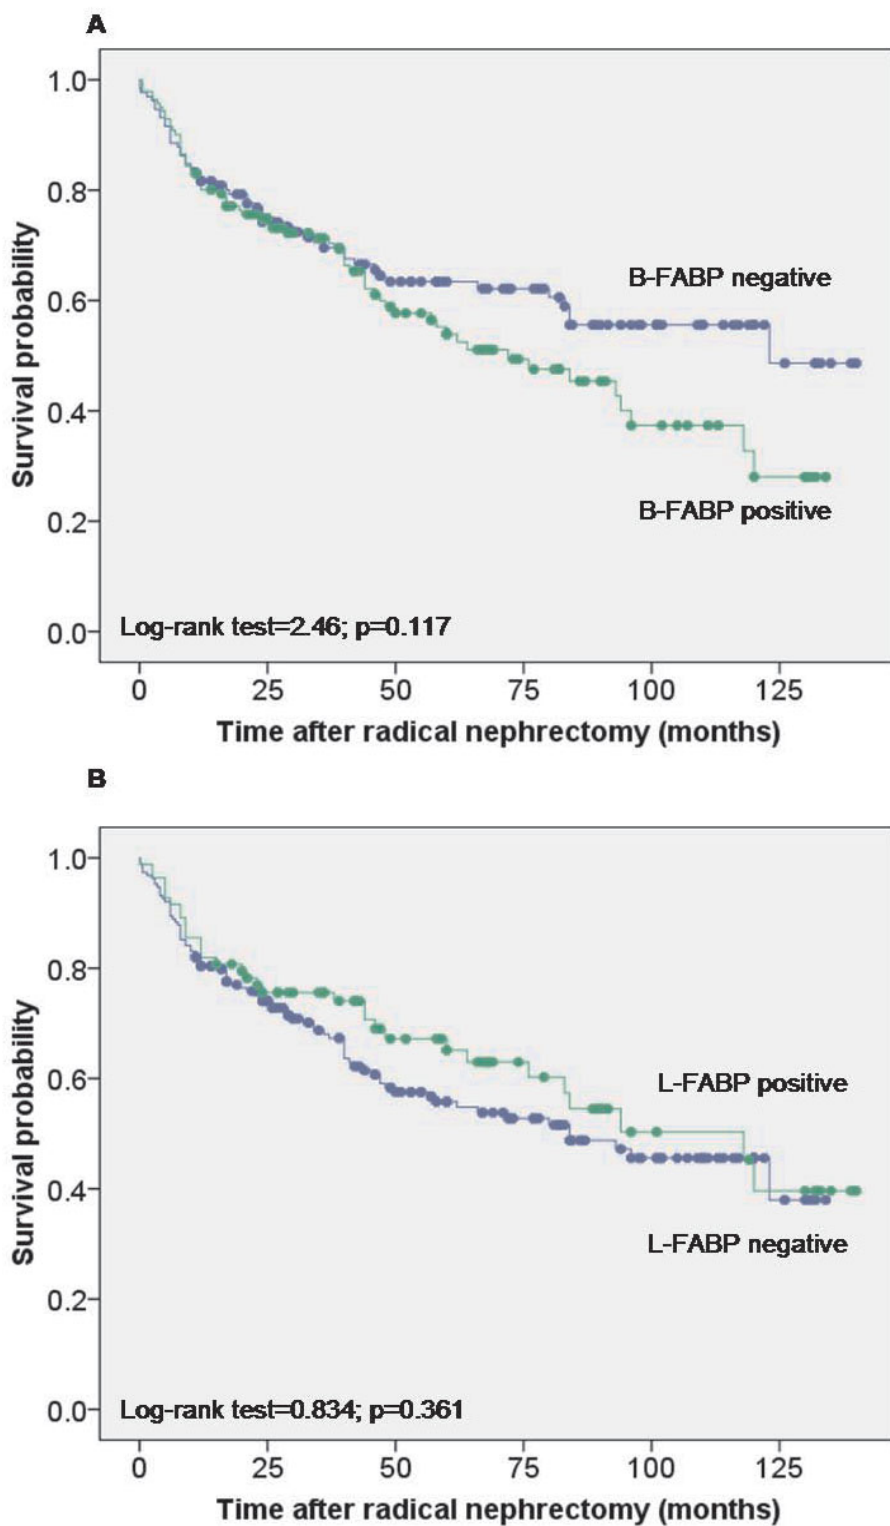 A
Survival probability
1.0
0.8
0.6
0.4
0.2
0.0
B-FABP negative
B-FABP positive
Log-rank test=2.46; p=0.117
0 25 50 75 100 125
Time after radical nephrectomy (months)
B
Survival probability
1.0
0.8
0.6
0.4
0.2
0.0
L-FABP positive
L-FABP negative
Log-rank test=0.834; p=0.361
0 25 50 75 100 125
Time after radical nephrectomy (months)